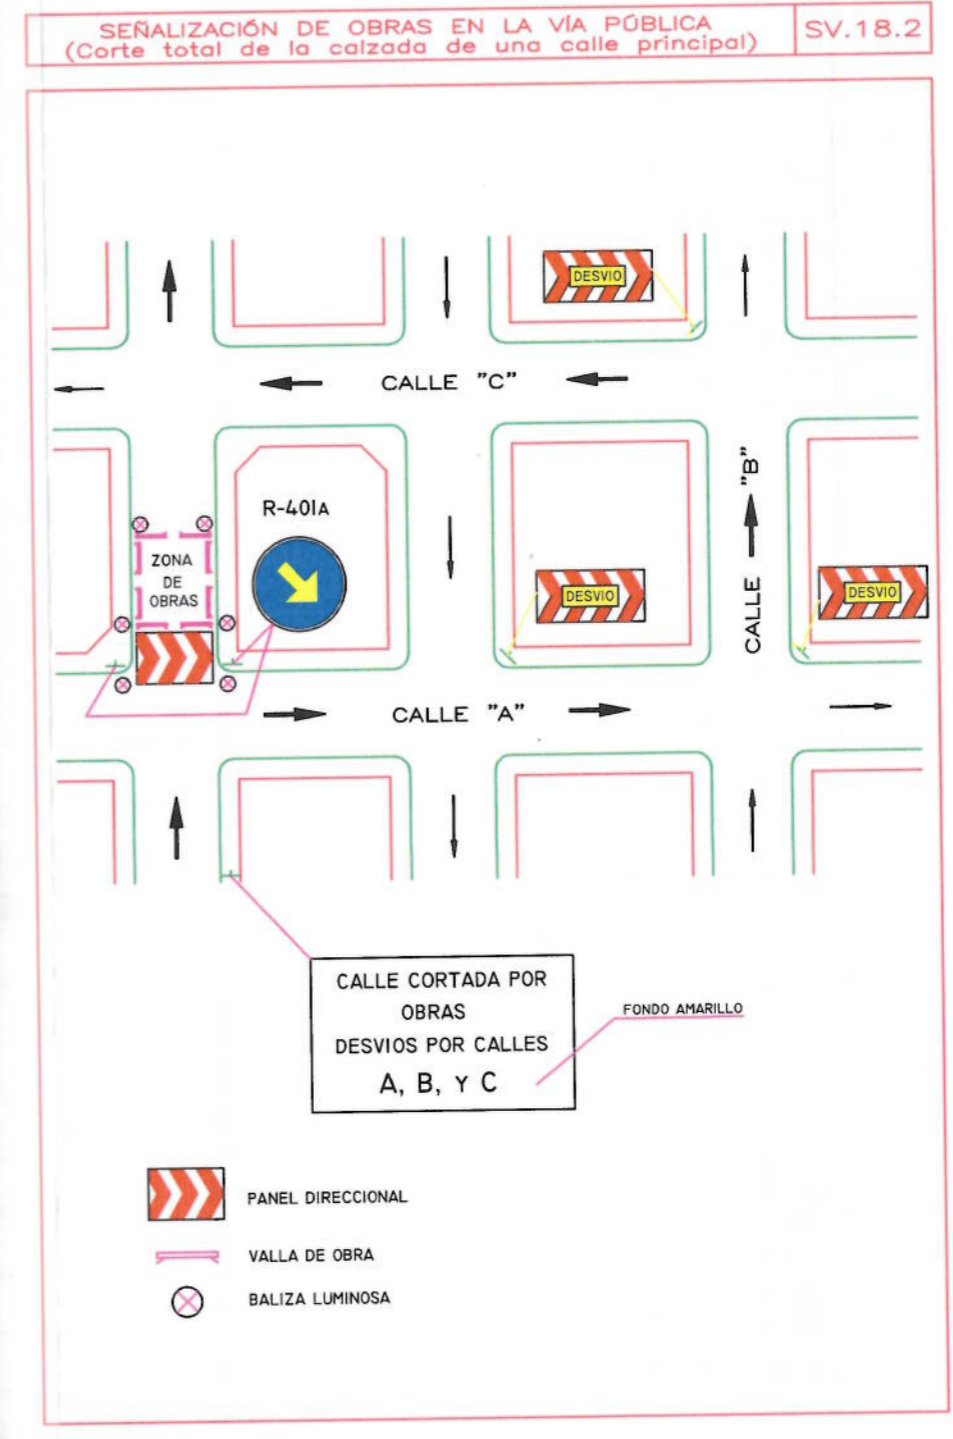 SEÑALIZACIÓN DE OBRAS EN LA VÍA PÚBLICA
(Corte total de la calzada de una calle principal)
SV.18.2
DESVIO
CALLE "C"
R-401A
ZONA
DE
OBRAS
DESVIO
CALLE "B"
DESVIO
CALLE "A"
CALLE CORTADA POR
OBRAS
DESVIOS POR CALLES
A, B, Y C
FONDO AMARILLO
PANEL DIRECCIONAL
VALLA DE OBRA
BALIZA LUMINOSA